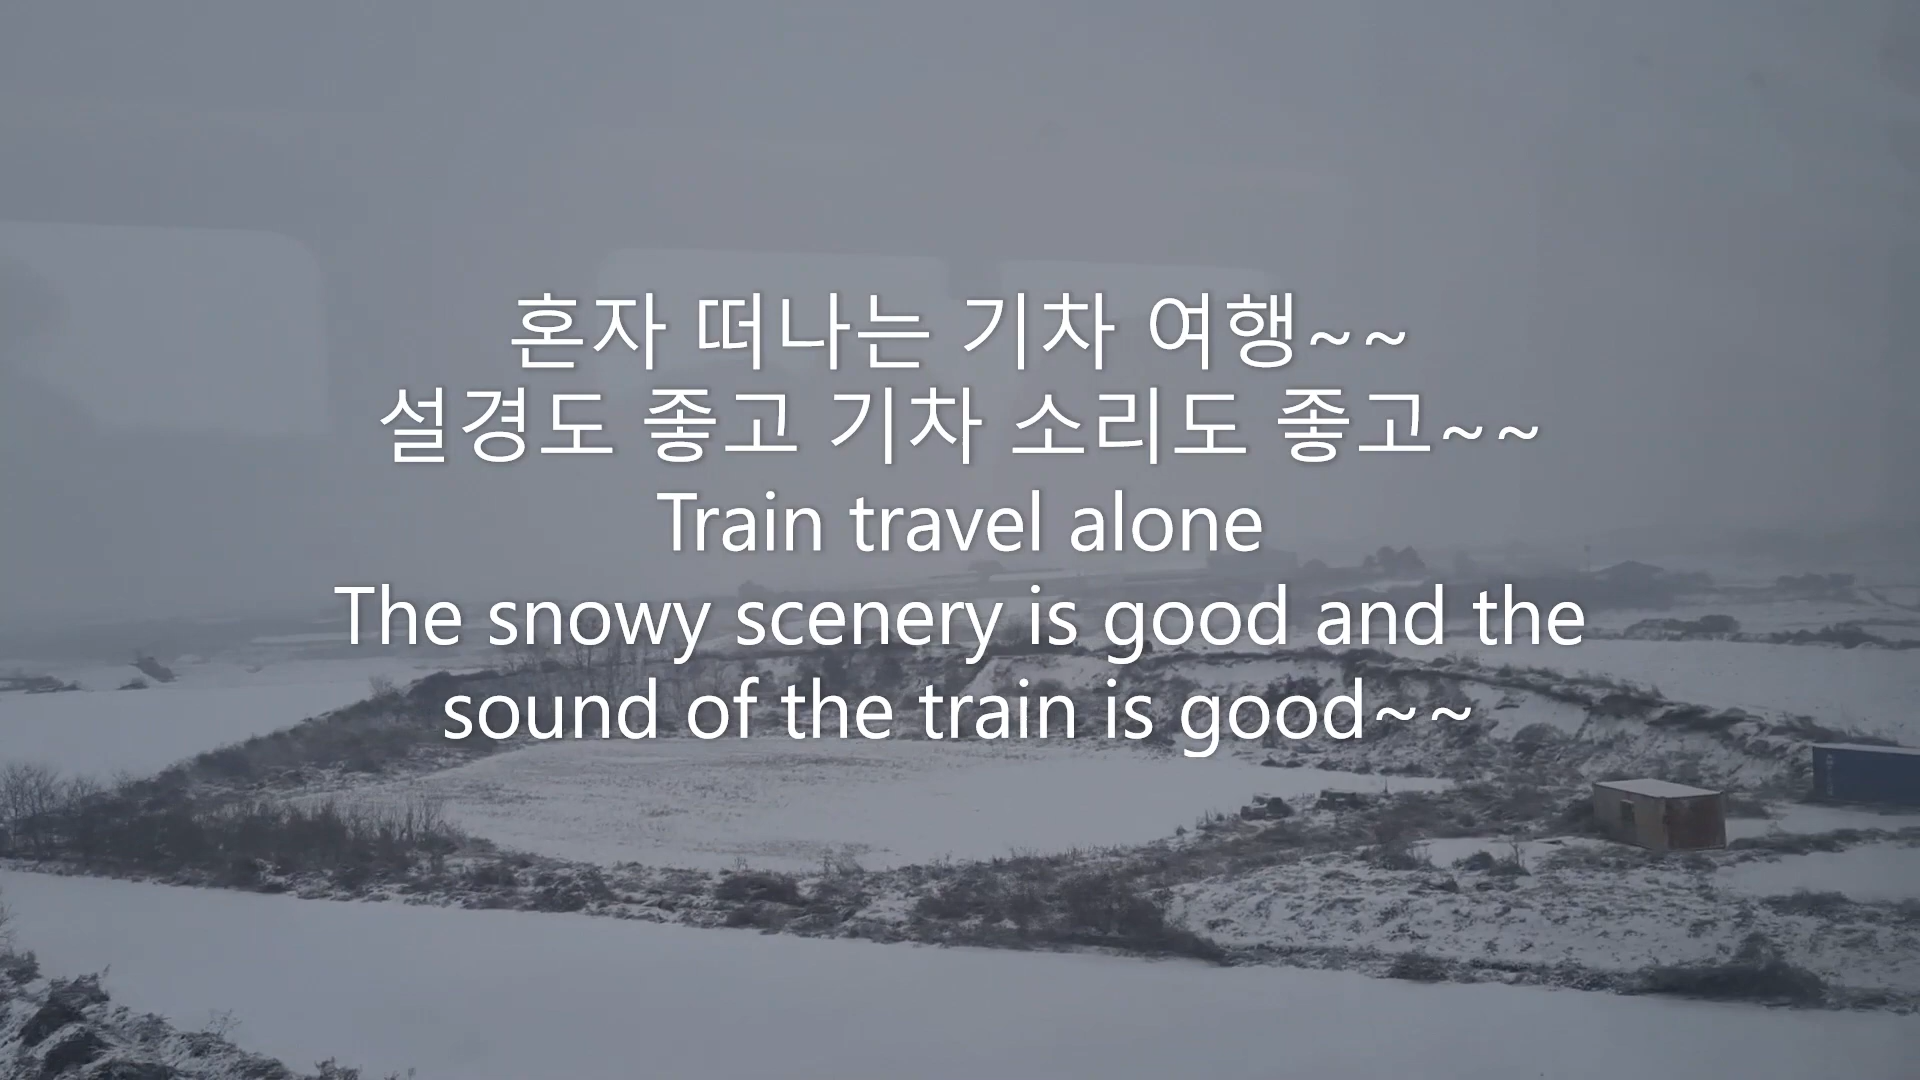 혼자 떠나는 기차 여행~~
설경도 좋고 기차 소리도 좋고~~
Train travel alone
The snowy scenery is good and the
sound of the train is good~~